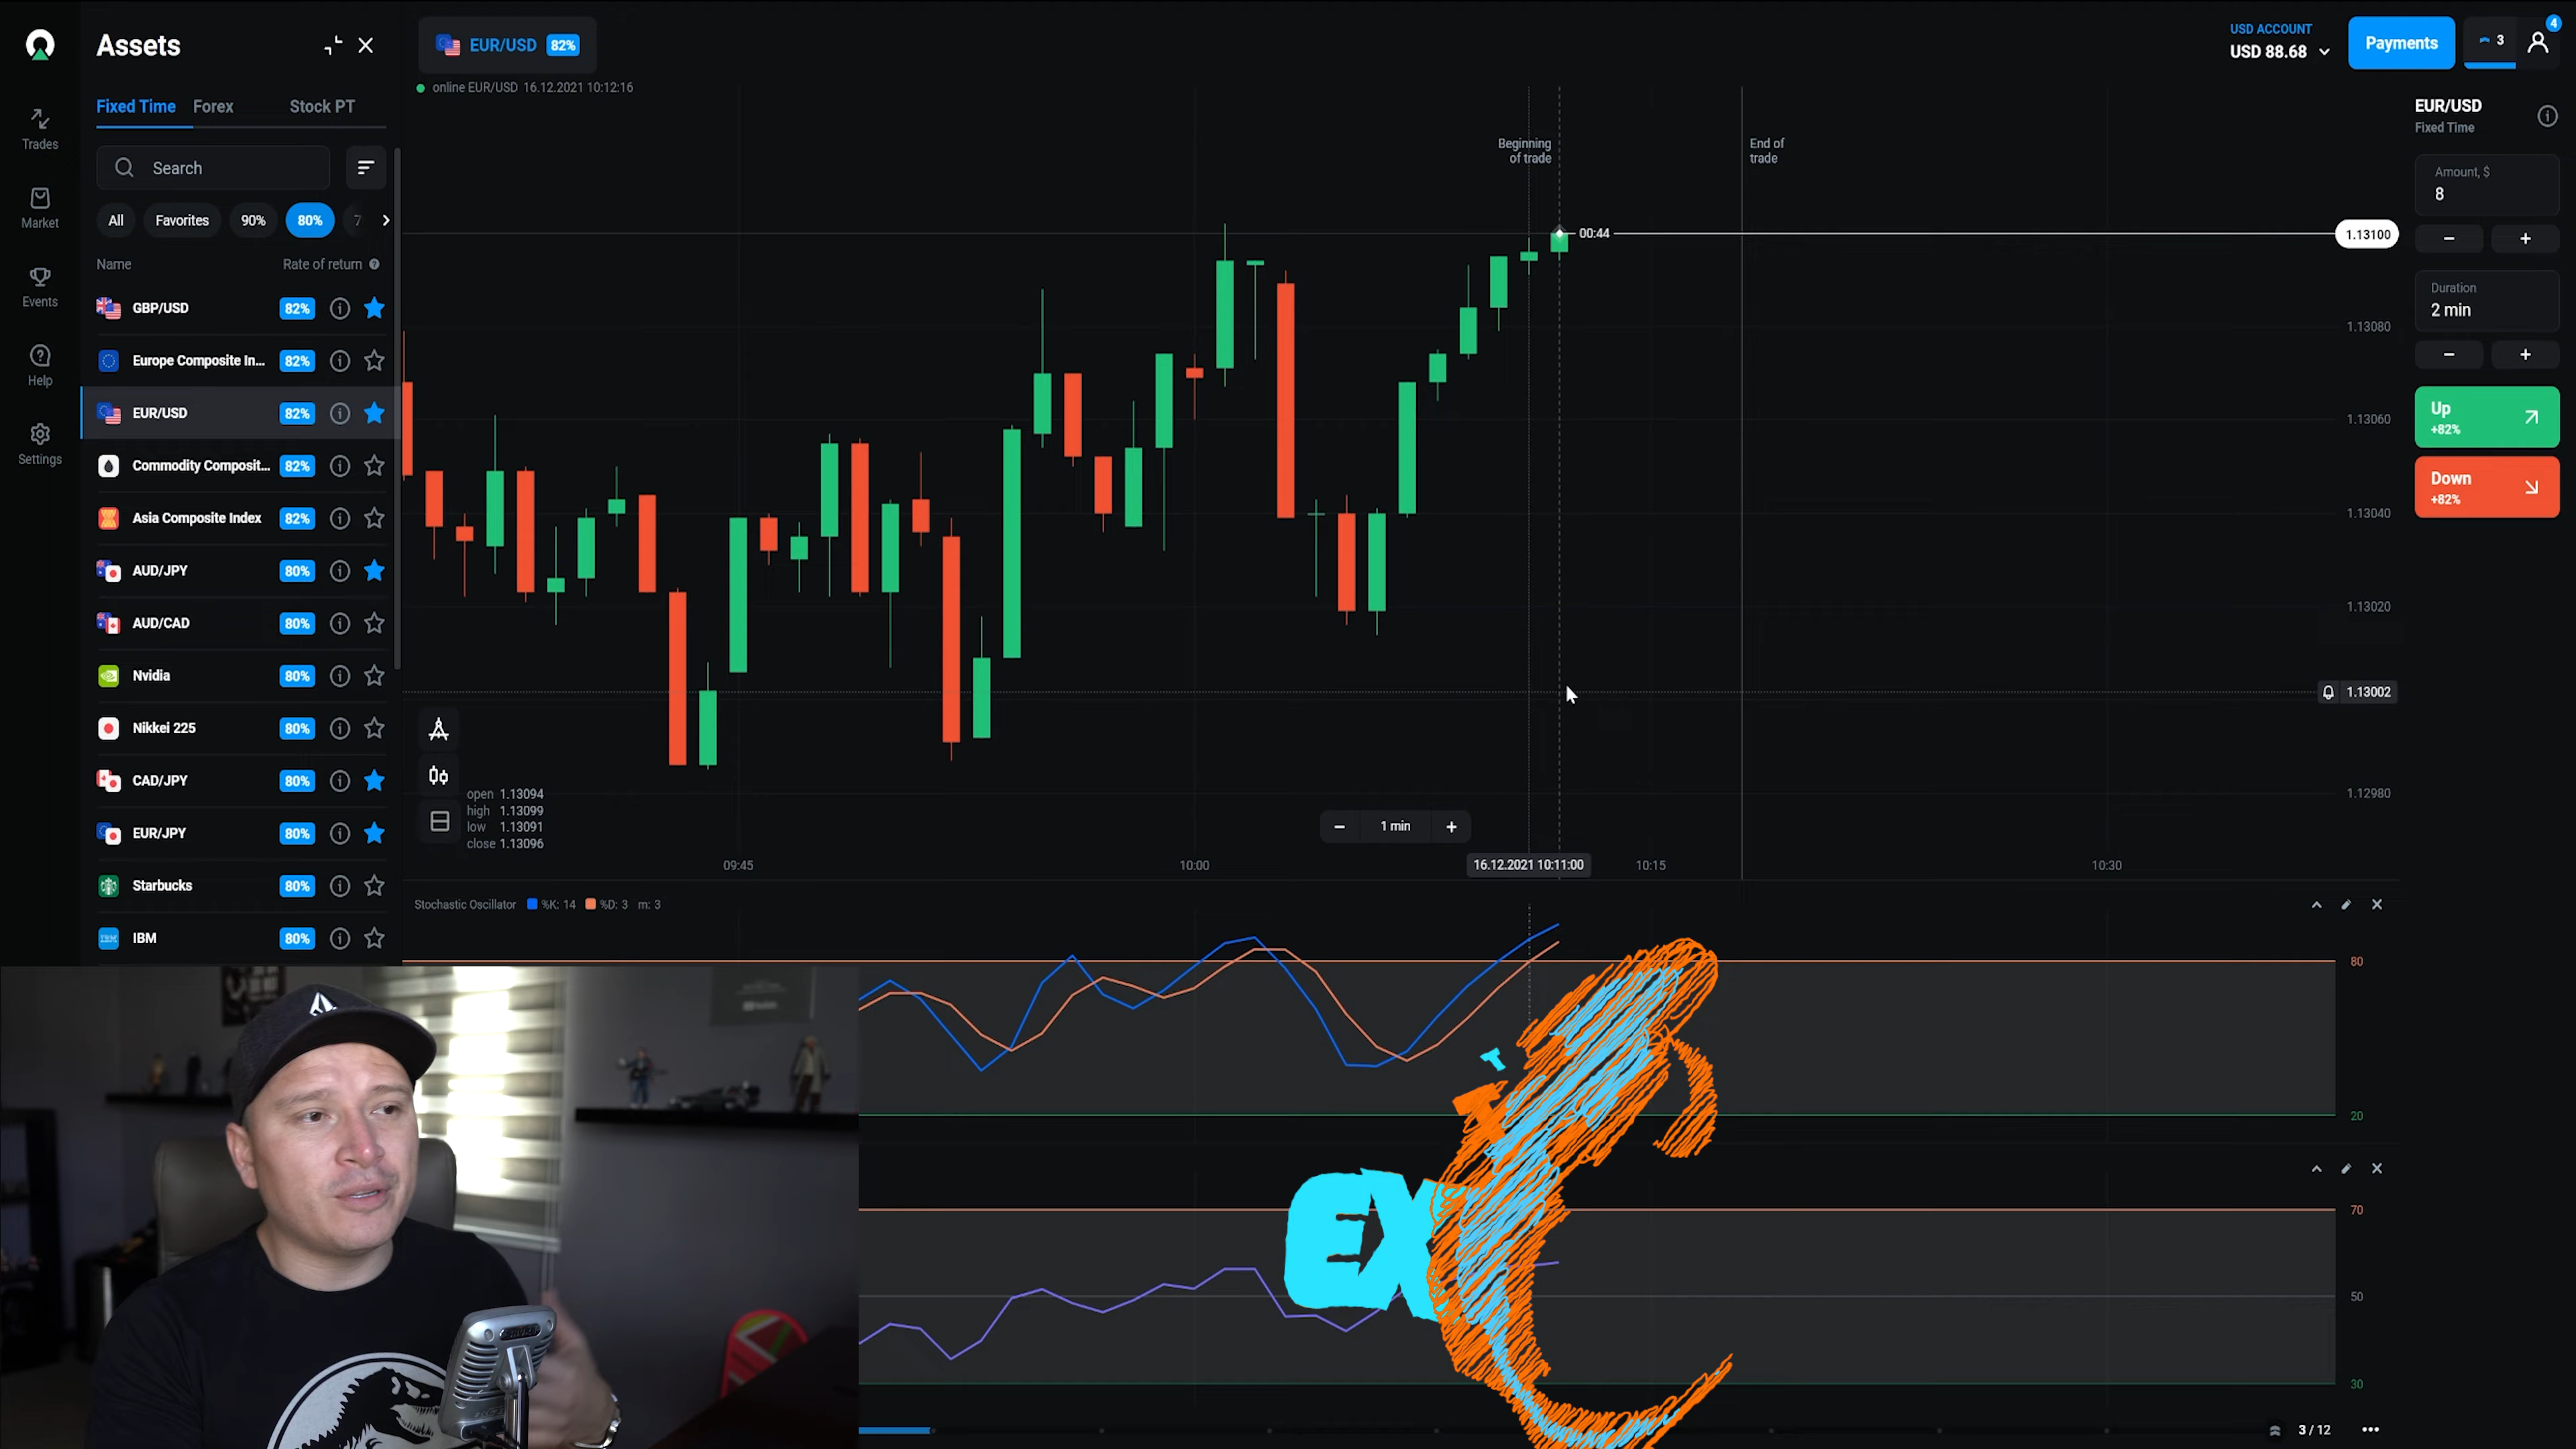 Assets
EUR/USD 82%
USD ACCOUNT
USD 88.68
Payments
3
4
online EUR/USD 16.12.2021 10:12:16
Fixed Time
Forex
Stock PT
Search
All
Favorites
90%
80%
7
Name
Rate of return
Trades
Market
Events
Help
Settings
GBP/USD 82%
Europe Composite In... 82%
EUR/USD 82%
Commodity Composit... 82%
Asia Composite Index 82%
AUD/JPY 80%
AUD/CAD 80%
Nvidia 80%
Nikkei 225 80%
CAD/JPY 80%
EUR/JPY 80%
Starbucks 80%
IBM 80%
Beginning
of trade
End of
trade
00:44
1.13100
1.13080
1.13060
1.13040
1.13020
1.13002
1.12980
open 1.13094
high 1.13099
low 1.13091
close 1.13096
− 1 min +
09:45
10:00
16.12.2021 10:11:00
10:15
10:30
EUR/USD
Fixed Time
Amount, $
8
− +
Duration
2 min
− +
Up
+82%
Down
+82%
Stochastic Oscillator %K: 14 %D: 3 m: 3
80
20
70
50
30
EX
3 / 12